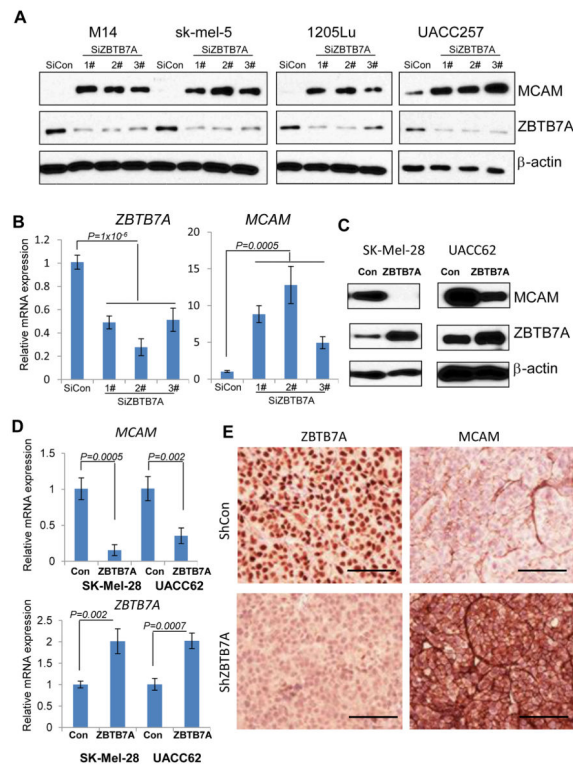 A
M14 sk-mel-5 1205Lu UACC257
SiZBTB7A SiZBTB7A SiZBTB7A SiZBTB7A
SiCon 1# 2# 3# SiCon 1# 2# 3# SiCon 1# 2# 3# SiCon 1# 2# 3#
MCAM
ZBTB7A
β-actin
B
ZBTB7A
P=1x10-6
Relative mRNA expression
1.2
1
0.8
0.6
0.4
0.2
0
SiCon 1# 2# 3#
SiZBTB7A
MCAM
P=0.0005
20
15
10
5
0
SiCon 1# 2# 3#
SiZBTB7A
C
SK-Mel-28 UACC62
Con ZBTB7A Con ZBTB7A
MCAM
ZBTB7A
β-actin
D
MCAM
P=0.0005 P=0.002
Relative mRNA expression
1.5
1
0.5
0
Con ZBTB7A Con ZBTB7A
SK-Mel-28 UACC62
ZBTB7A
P=0.002 P=0.0007
Relative mRNA expression
2.5
2
1.5
1
0.5
0
Con ZBTB7A Con ZBTB7A
SK-Mel-28 UACC62
E
ZBTB7A MCAM
ShCon
ShZBTB7A